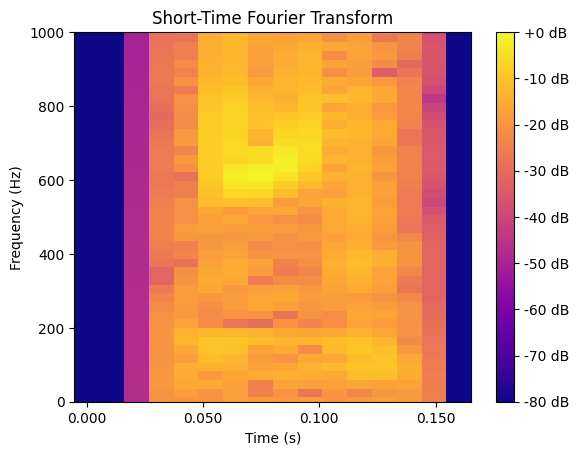 Short-Time Fourier Transform
1000
800
600
400
200
0
Frequency (Hz)
0.000
0.050
0.100
0.150
Time (s)
+0 dB
-10 dB
-20 dB
-30 dB
-40 dB
-50 dB
-60 dB
-70 dB
-80 dB